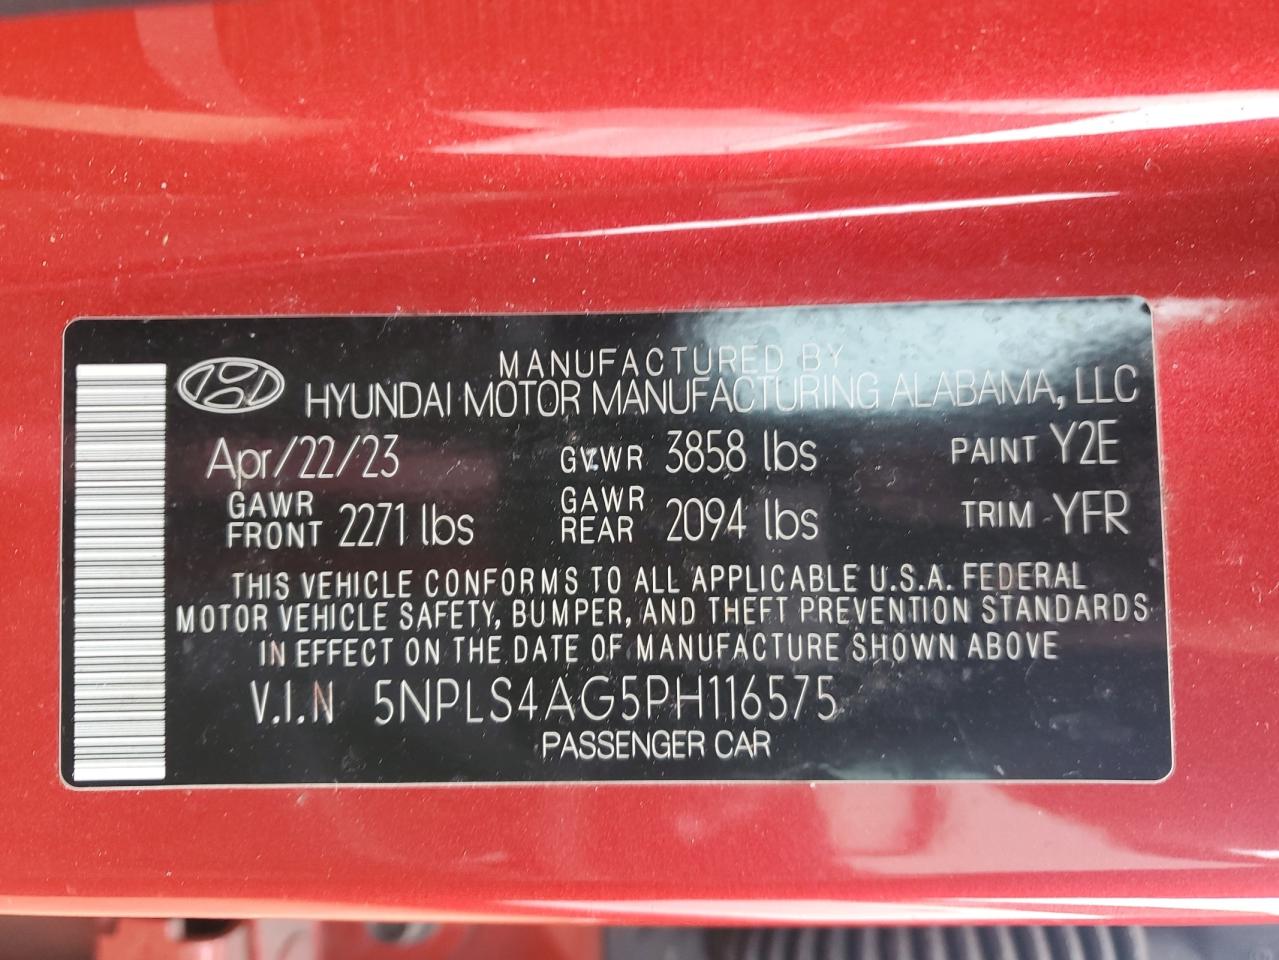 MANUFACTURED BY
HYUNDAI MOTOR MANUFACTURING ALABAMA, LLC
Apr/22/23 GVWR 3858 lbs PAINT Y2E
GAWR FRONT 2271 lbs GAWR REAR 2094 lbs TRIM YFR
THIS VEHICLE CONFORMS TO ALL APPLICABLE U.S.A. FEDERAL
MOTOR VEHICLE SAFETY, BUMPER, AND THEFT PREVENTION STANDARDS
IN EFFECT ON THE DATE OF MANUFACTURE SHOWN ABOVE
V.I.N 5NPLS4AG5PH116575
PASSENGER CAR